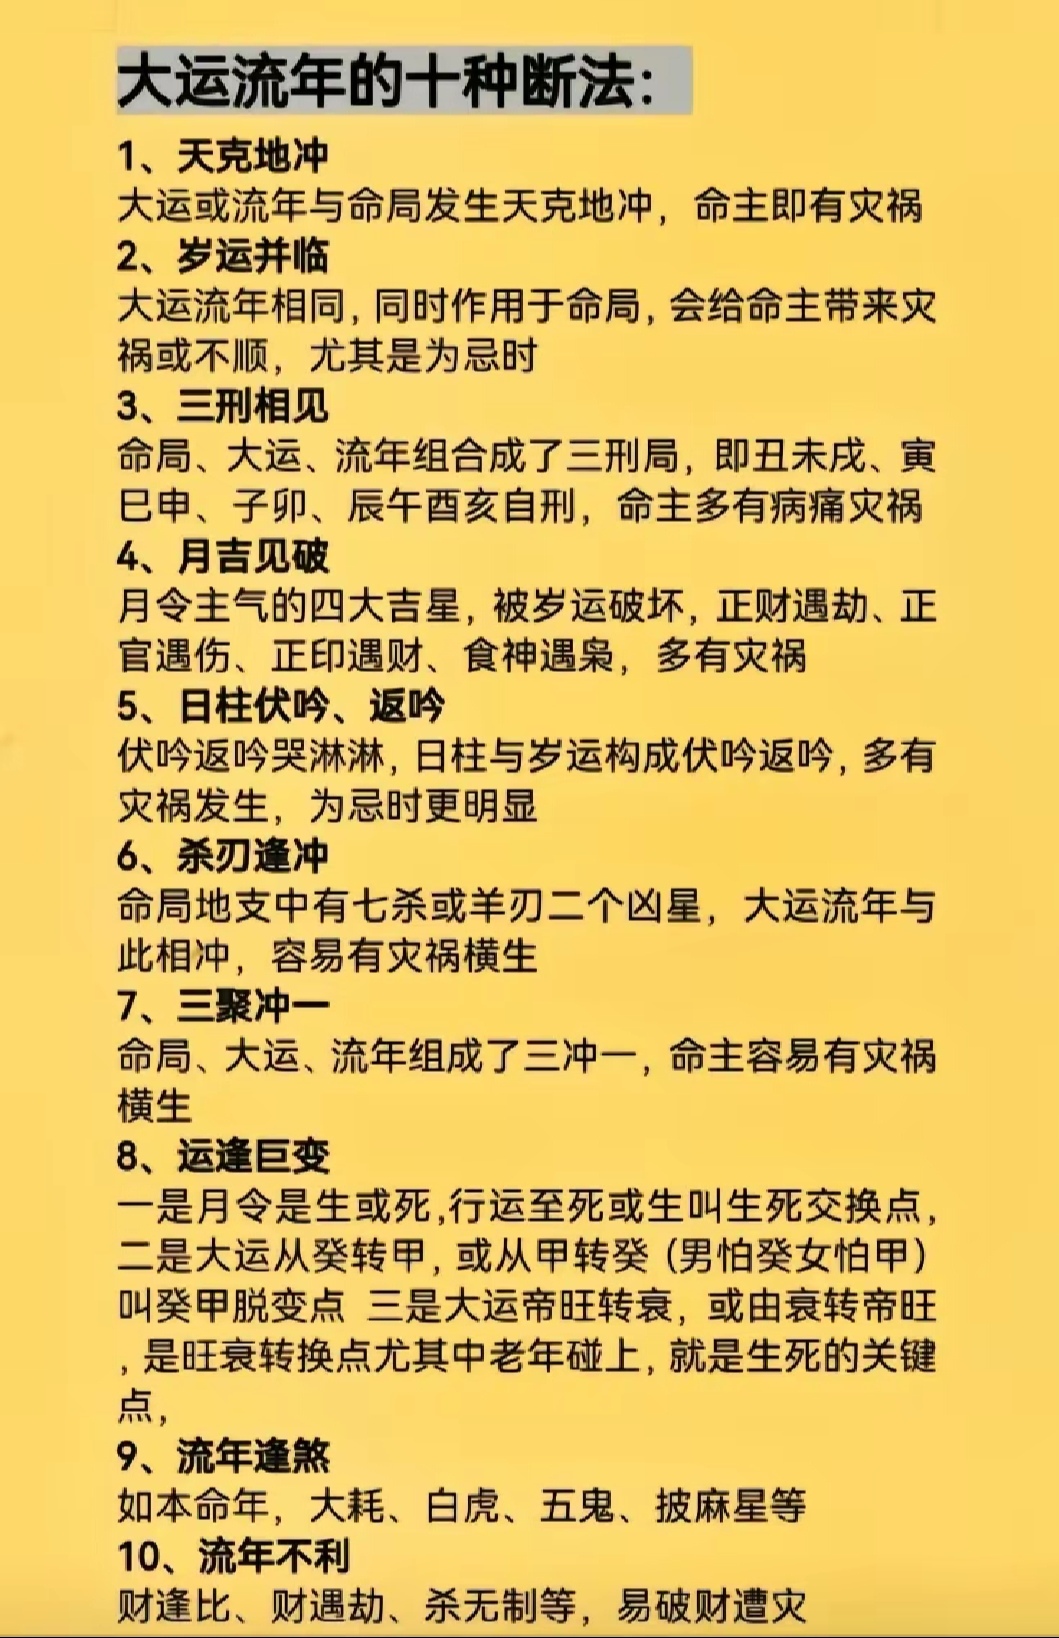 大运流年的十种断法：
1、天克地冲
大运或流年与命局发生天克地冲，命主即有灾祸
2、岁运并临
大运流年相同，同时作用于命局，会给命主带来灾
祸或不顺，尤其是为忌时
3、三刑相见
命局、大运、流年组合成了三刑局，即丑未戌、寅
巳申、子卯、辰午酉亥自刑，命主多有病痛灾祸
4、月吉见破
月令主气的四大吉星，被岁运破坏，正财遇劫、正
官遇伤、正印遇财、食神遇枭，多有灾祸
5、日柱伏吟、返吟
伏吟返吟哭淋淋，日柱与岁运构成伏吟返吟，多有
灾祸发生，为忌时更明显
6、杀刃逢冲
命局地支中有七杀或羊刃二个凶星，大运流年与
此相冲，容易有灾祸横生
7、三聚冲一
命局、大运、流年组成了三冲一，命主容易有灾祸
横生
8、运逢巨变
一是月令是生或死,行运至死或生叫生死交换点，
二是大运从癸转甲，或从甲转癸（男怕癸女怕甲）
叫癸甲脱变点 三是大运帝旺转衰，或由衰转帝旺
，是旺衰转换点尤其中老年碰上，就是生死的关键
点，
9、流年逢煞
如本命年，大耗、白虎、五鬼、披麻星等
10、流年不利
财逢比、财遇劫、杀无制等，易破财遭灾